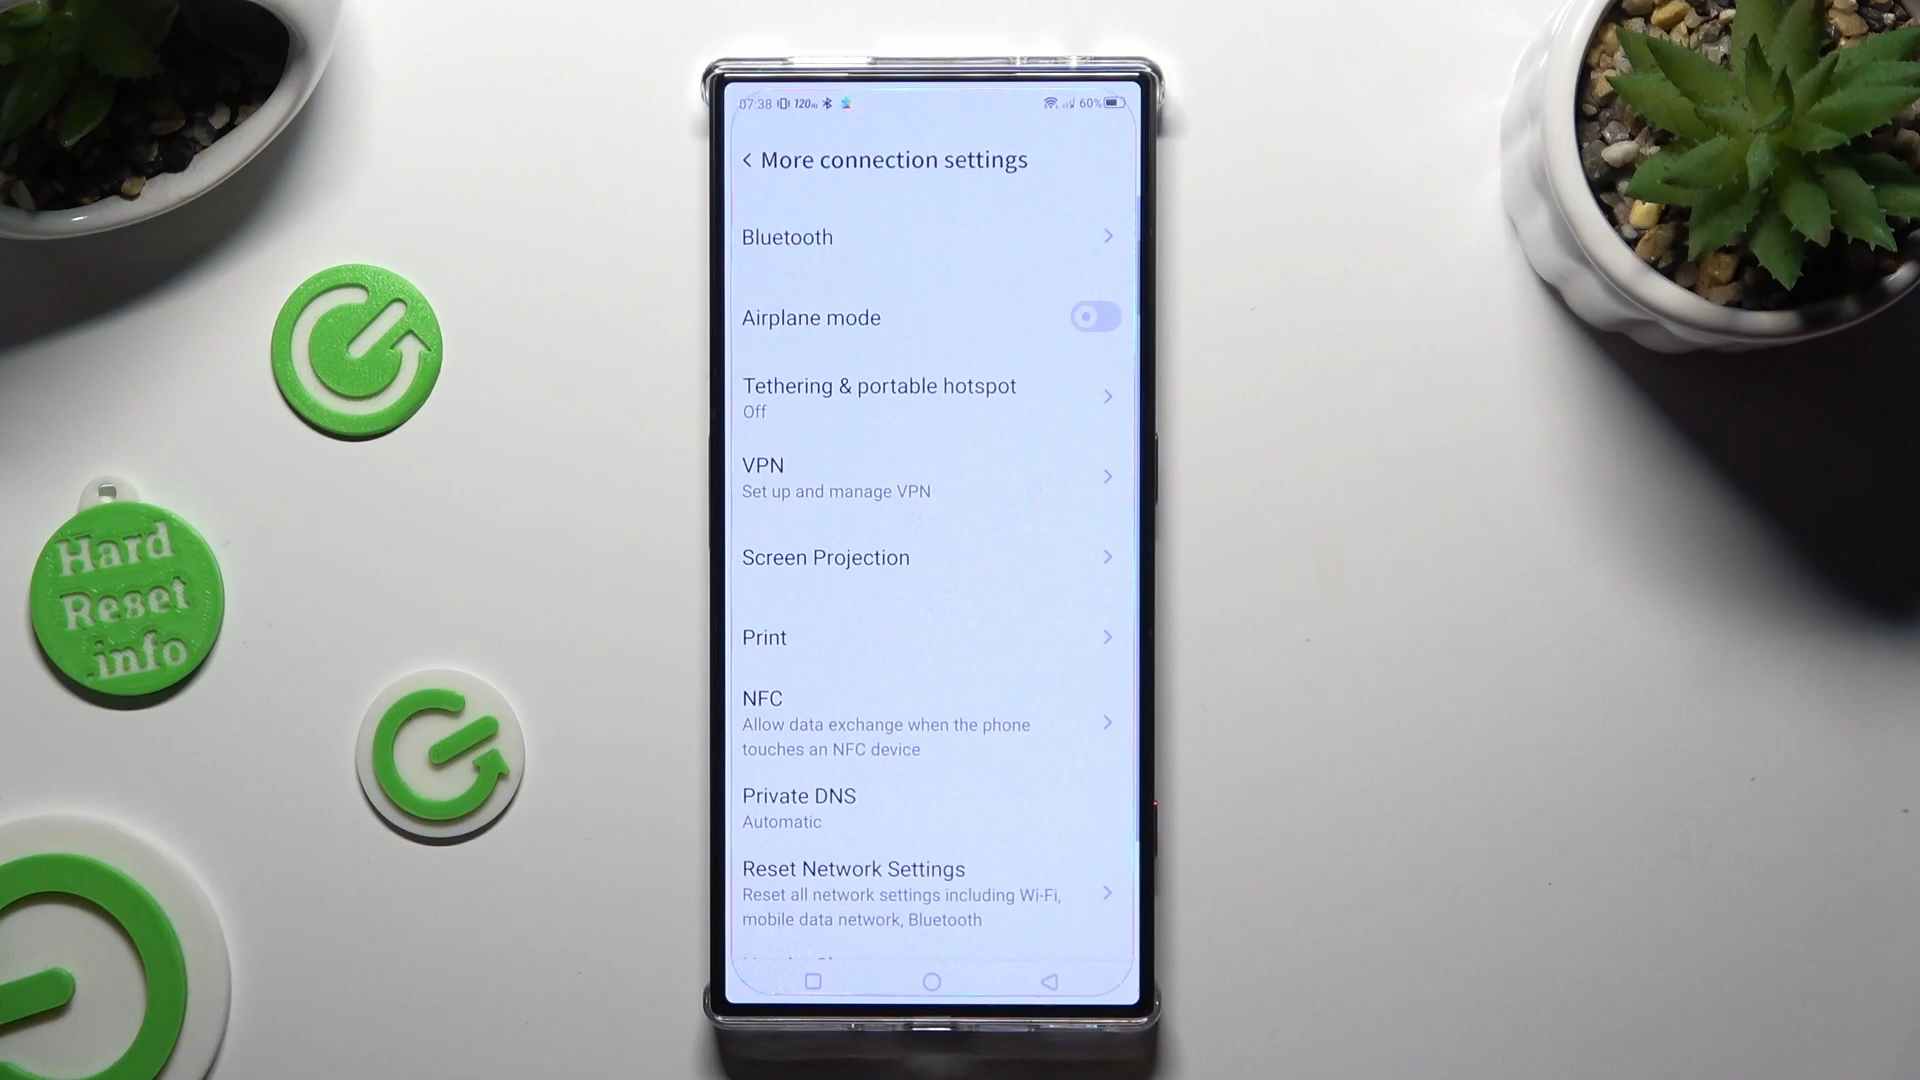 07:38 120Hz 60%
More connection settings
Bluetooth
Airplane mode
Tethering & portable hotspot
Off
VPN
Set up and manage VPN
Screen Projection
Print
NFC
Allow data exchange when the phone
touches an NFC device
Private DNS
Automatic
Reset Network Settings
Reset all network settings including Wi-Fi,
mobile data network, Bluetooth
Hard
Reset
.info